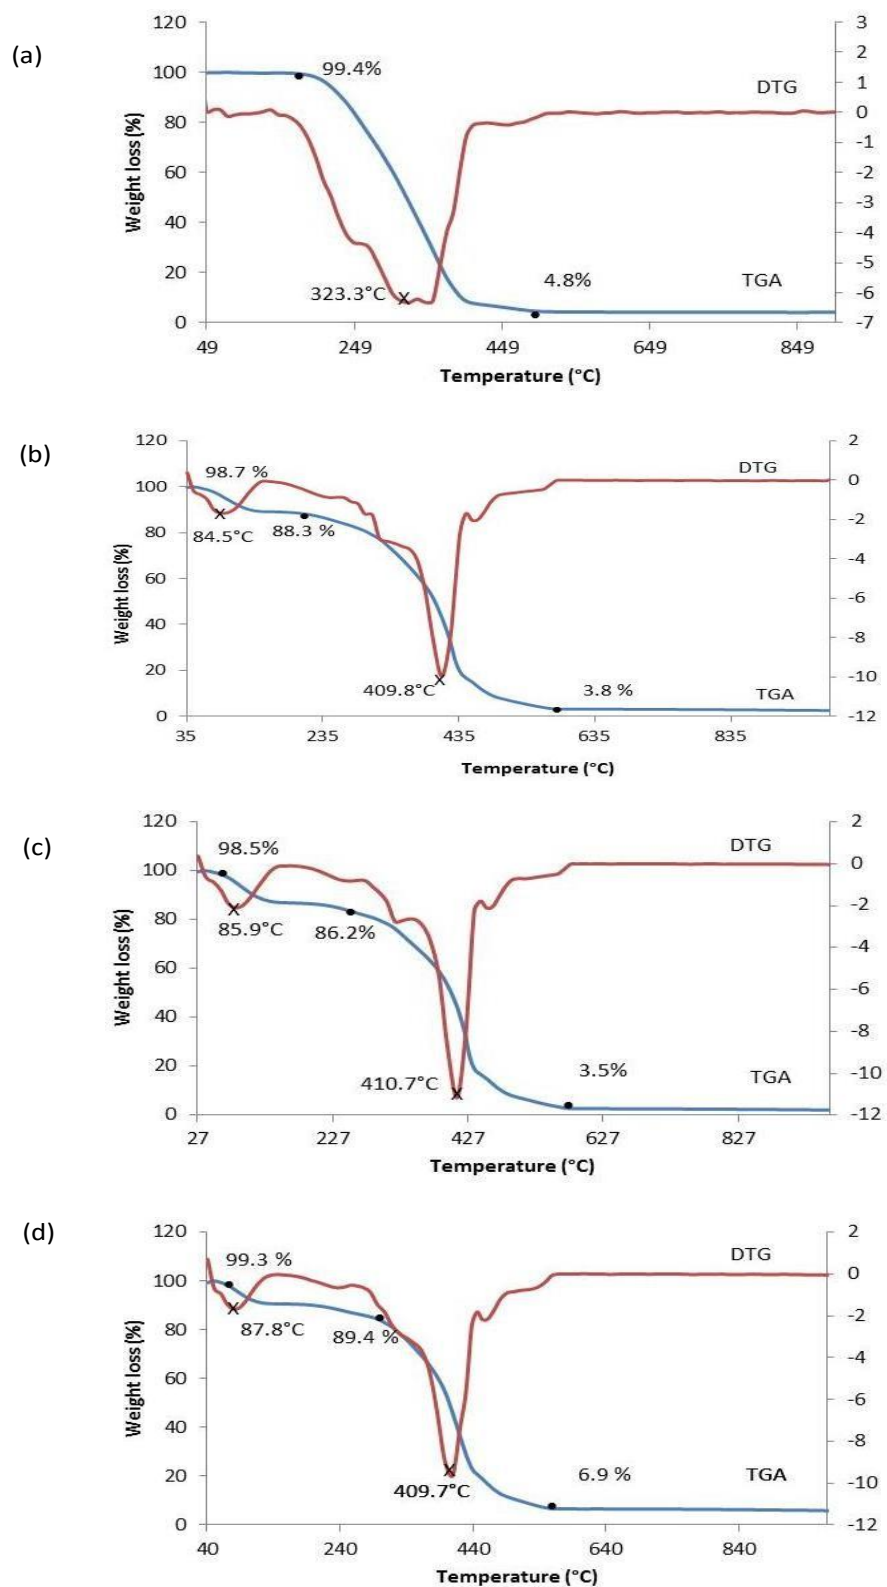 (a)
120
100
80
60
40
20
0
Weight loss (%)
3
2
1
0
-1
-2
-3
-4
-5
-6
-7
99.4%
DTG
323.3°C
4.8%
TGA
49 249 449 649 849
Temperature (°C)
(b)
120
100
80
60
40
20
0
Weight loss (%)
2
0
-2
-4
-6
-8
-10
-12
98.7 %
DTG
84.5°C
88.3 %
409.8°C
3.8 %
TGA
35 235 435 635 835
Temperature (°C)
(c)
120
100
80
60
40
20
0
Weight loss (%)
2
0
-2
-4
-6
-8
-10
-12
98.5%
DTG
85.9°C
86.2%
410.7°C
3.5%
TGA
27 227 427 627 827
Temperature (°C)
(d)
120
100
80
60
40
20
0
Weight loss (%)
2
0
-2
-4
-6
-8
-10
-12
99.3 %
DTG
87.8°C
89.4 %
409.7°C
6.9 %
TGA
40 240 440 640 840
Temperature (°C)